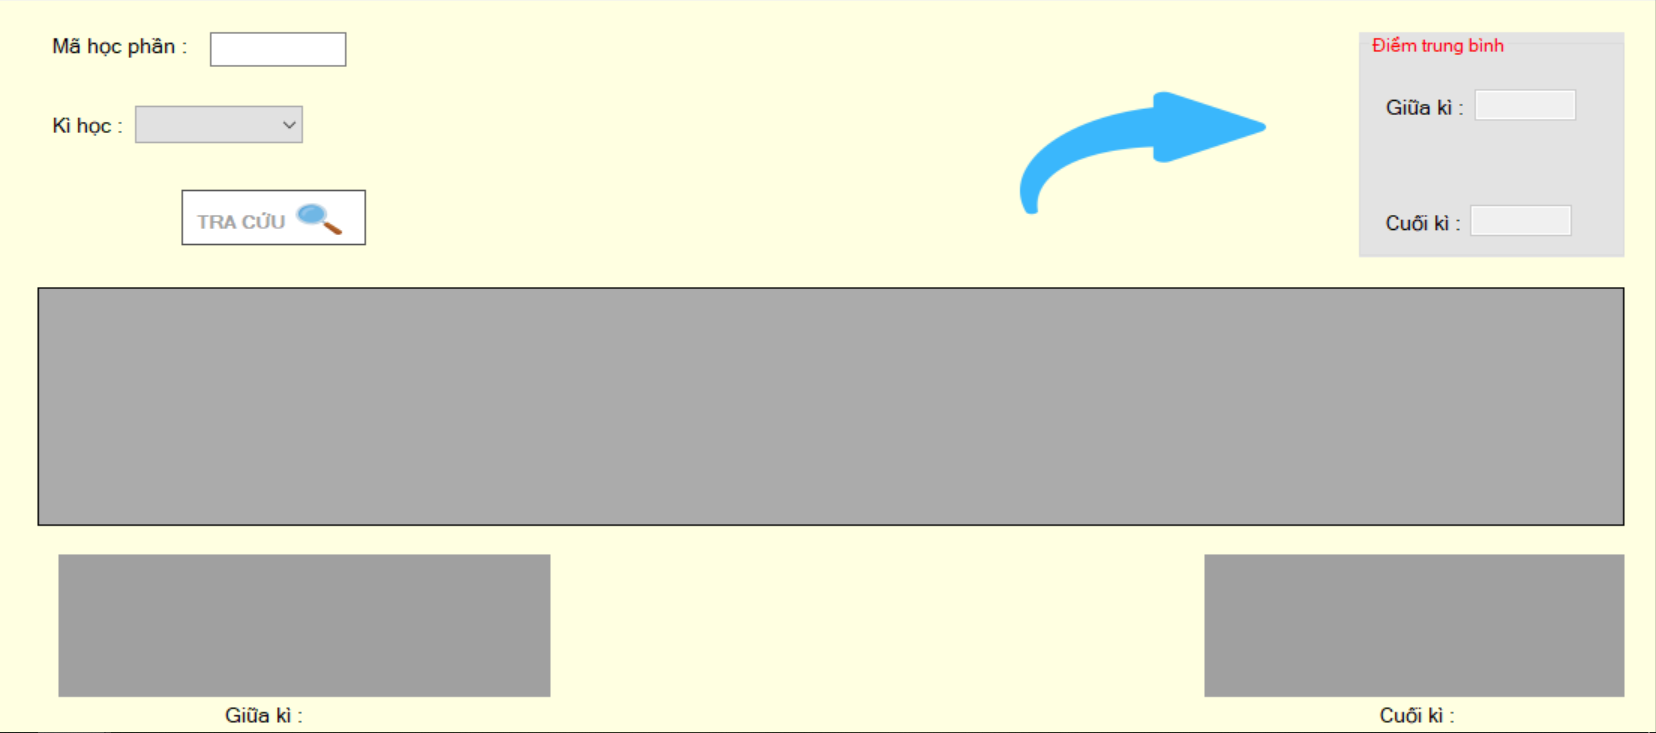 Mã học phần :
Điểm trung bình
Giữa kì :
Kì học :
TRA CỨU
Cuối kì :
Giữa kì :
Cuối kì :